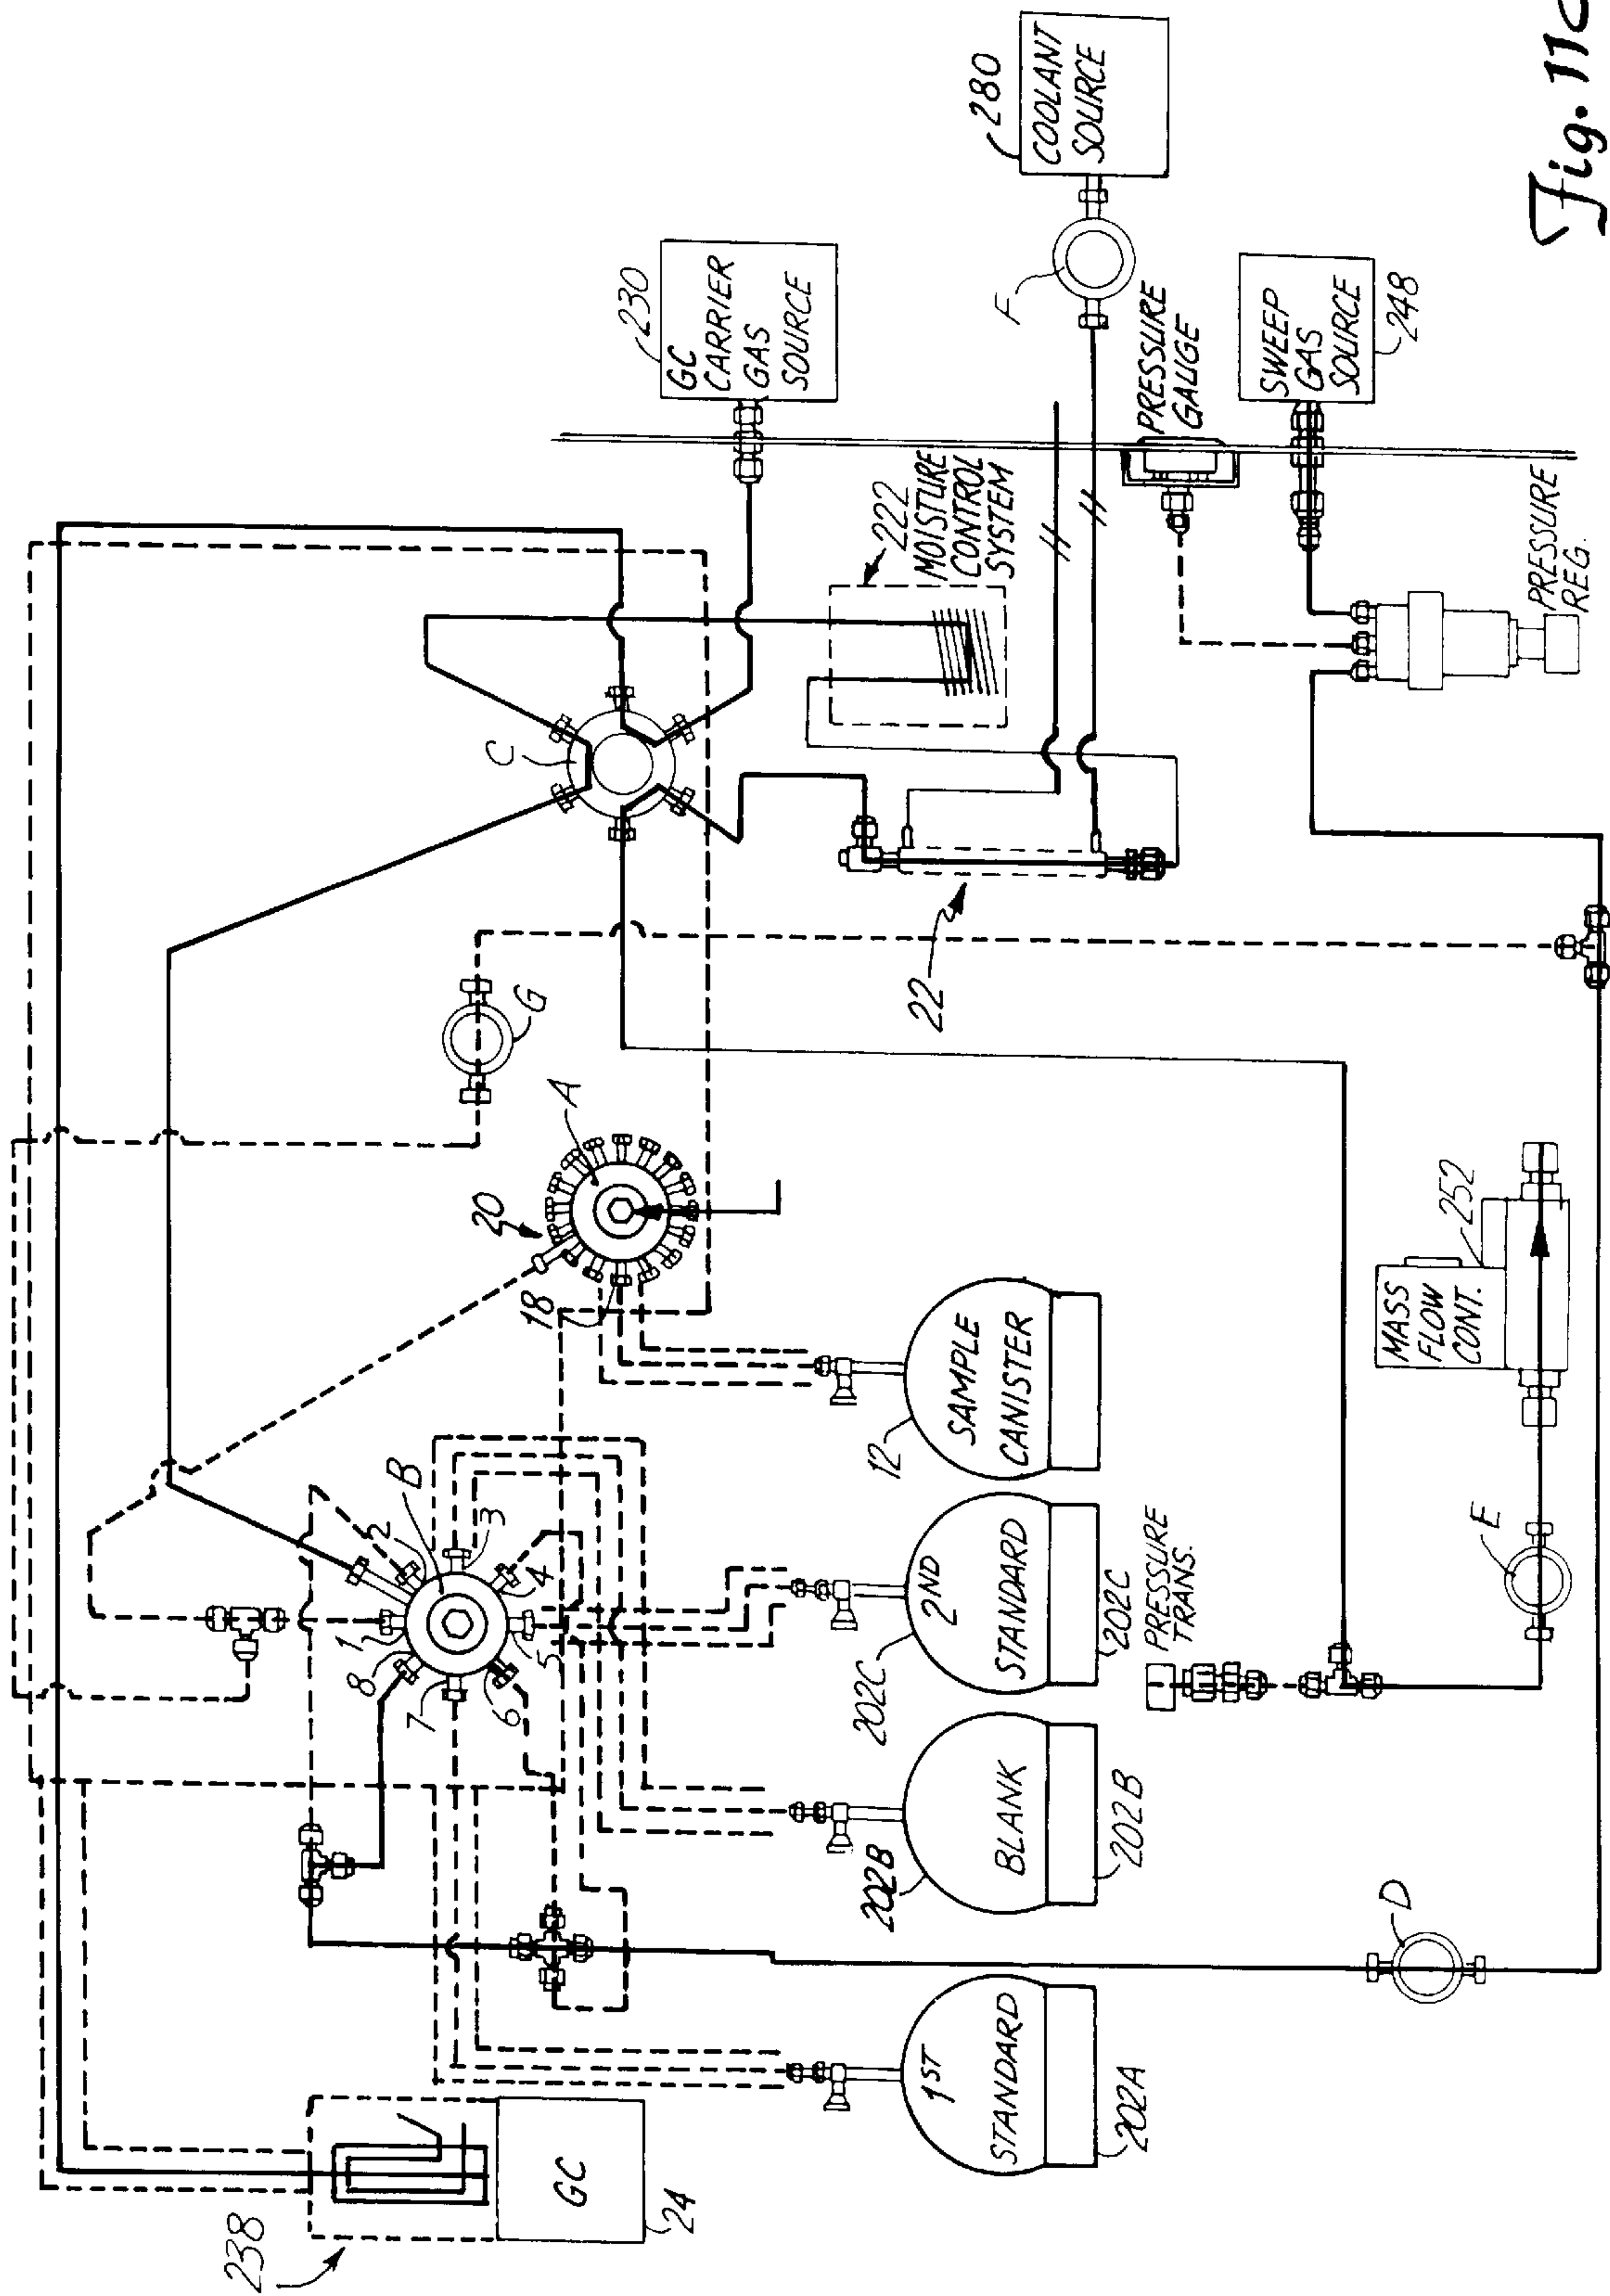 Fig. 11c
238
GC
24
1
2
3
4
5
6
7
8
B
20
A
18
G
C
230
GC
CARRIER
GAS
SOURCE
222
MOISTURE
CONTROL
SYSTEM
22
280
COOLANT
SOURCE
F
PRESSURE
GAUGE
SWEEP
GAS
SOURCE
248
PRESSURE
REG.
1ST
STANDARD
202A
202B
BLANK
202B
202C
2ND
STANDARD
202C
12
SAMPLE
CANISTER
PRESSURE
TRANS.
MASS
FLOW
CONT.
252
E
D